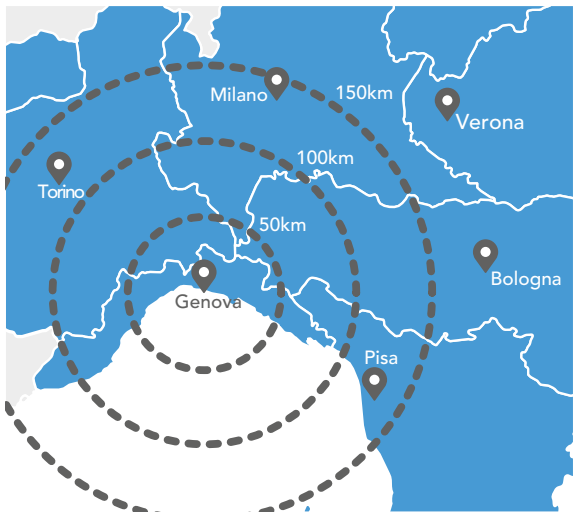 Milano
150km
Verona
100km
Torino
50km
Bologna
Genova
Pisa